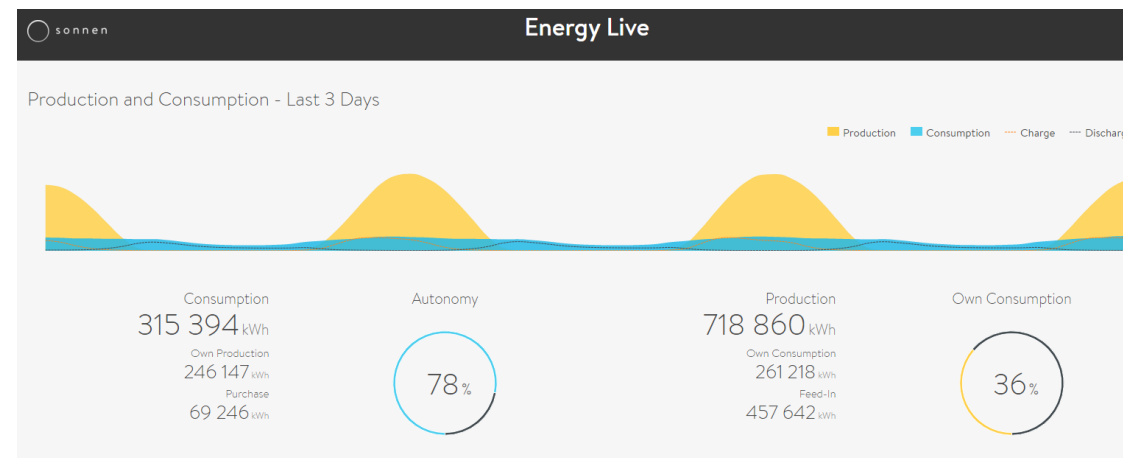 sonnen
Energy Live
Production and Consumption - Last 3 Days
Production Consumption Charge Dischar
Consumption
315 394 kWh
Own Production
246 147 kWh
Purchase
69 246 kWh
Autonomy
78 %
Production
718 860 kWh
Own Consumption
261 218 kWh
Feed-In
457 642 kWh
Own Consumption
36 %